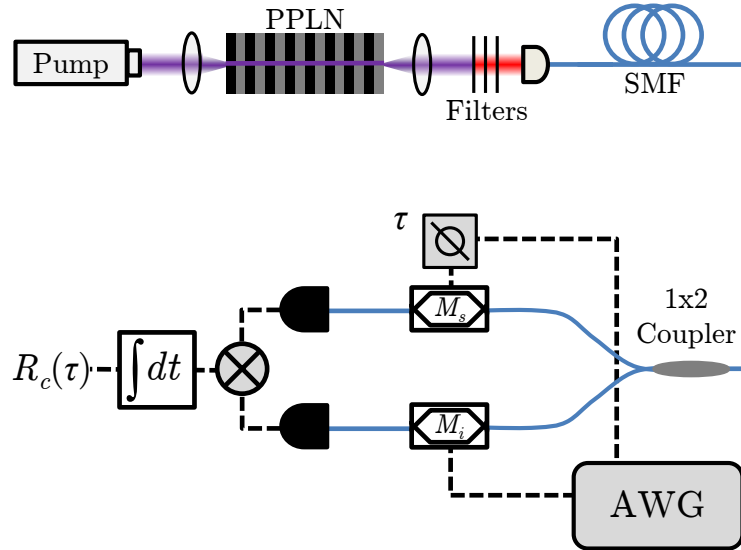 PPLN
Pump
Filters
SMF
τ
M_s
1x2
Coupler
R_c(τ)
∫dt
M_i
AWG